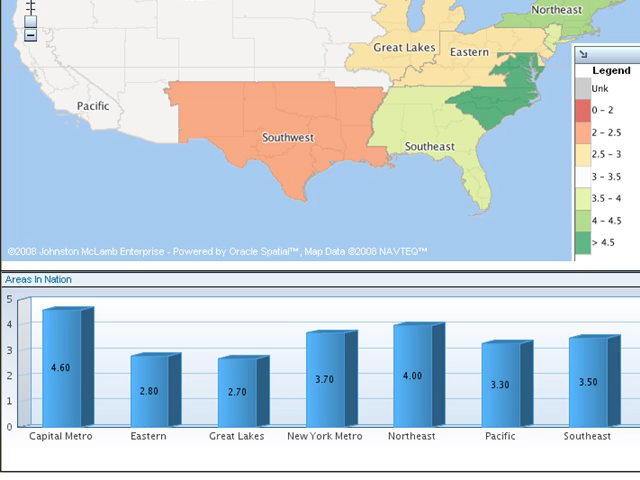 Northeast
Great Lakes
Eastern
Legend
Unk
Pacific
0 - 2
2 - 2.5
Southwest
Southeast
2.5 - 3
3 - 3.5
3.5 - 4
4 - 4.5
> 4.5
©2008 Johnston McLamb Enterprise - Powered by Oracle Spatial™, Map Data ©2008 NAVTEQ™
Areas In Nation
5
4
3
2
1
0
4.60
2.80
2.70
3.70
4.00
3.30
3.50
Capital Metro
Eastern
Great Lakes
New York Metro
Northeast
Pacific
Southeast